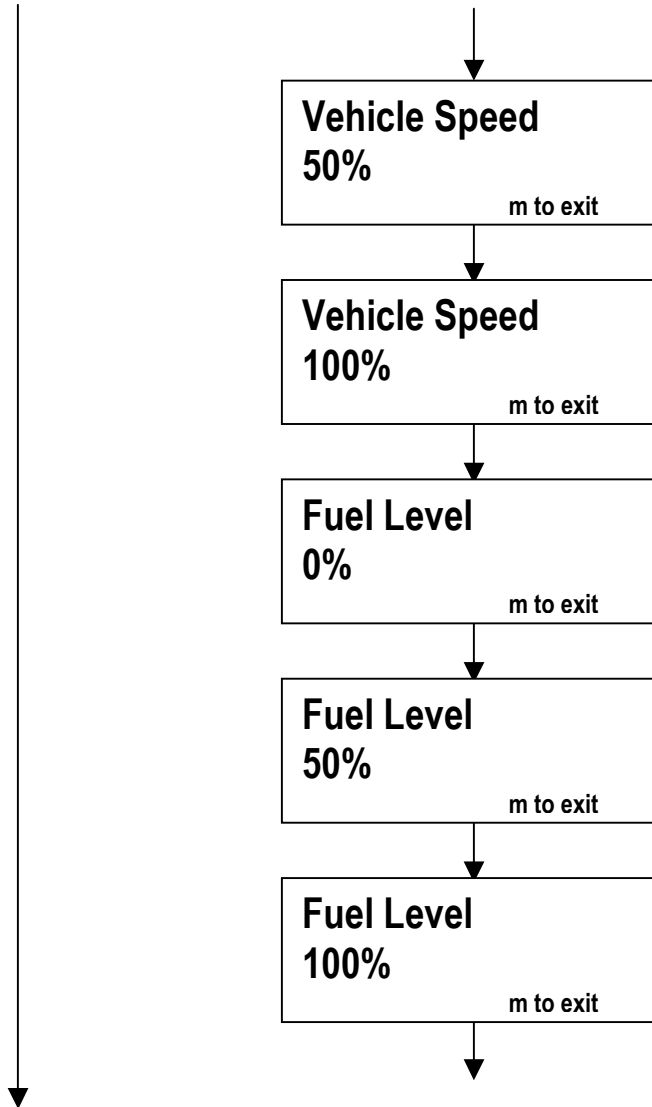 Vehicle Speed
50%
m to exit
Vehicle Speed
100%
m to exit
Fuel Level
0%
m to exit
Fuel Level
50%
m to exit
Fuel Level
100%
m to exit